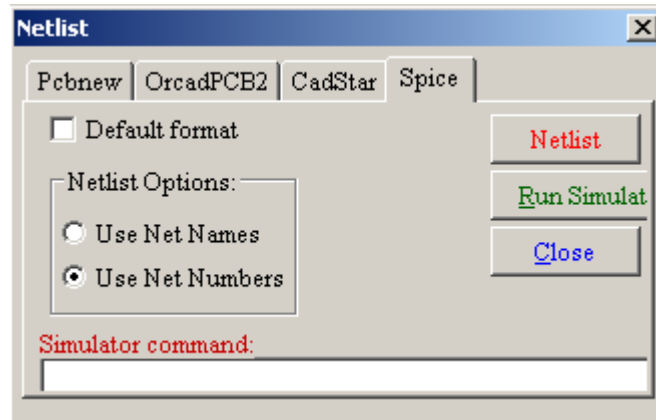 Netlist
Pcbnew OrcadPCB2 CadStar Spice
Default format
Netlist
Netlist Options:
Run Simulat
Use Net Names
Close
Use Net Numbers
Simulator command: